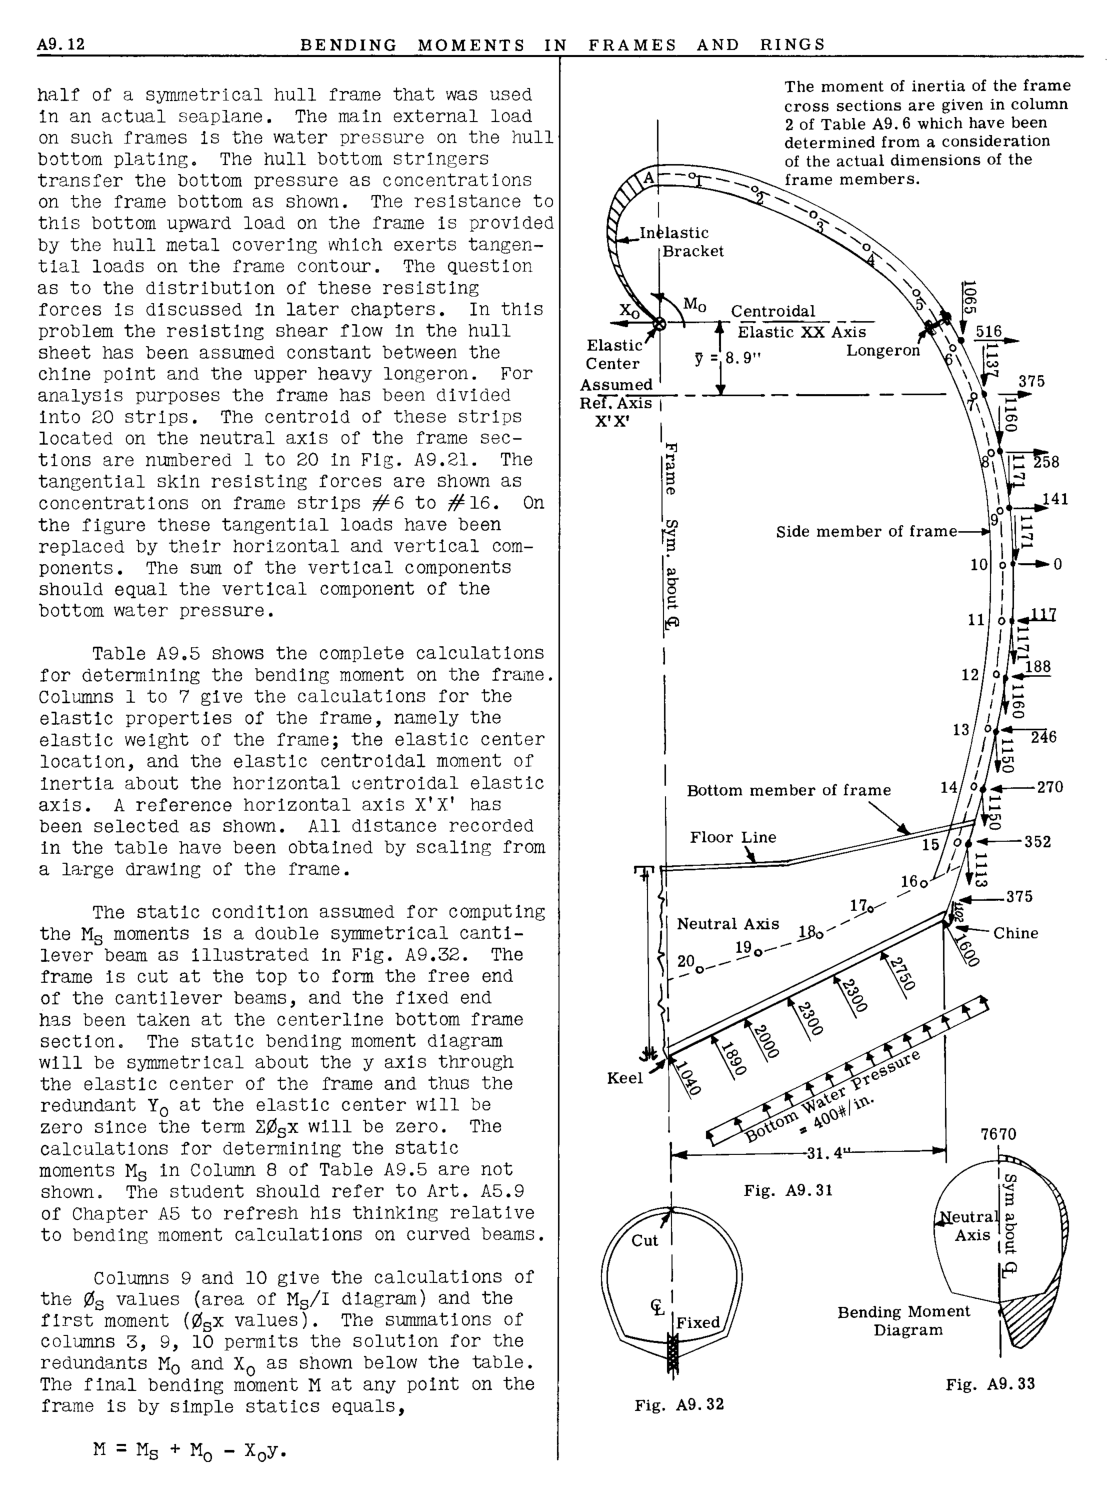 A9.12
BENDING MOMENTS IN FRAMES AND RINGS
half of a symmetrical hull frame that was used
in an actual seaplane. The main external load
on such frames is the water pressure on the hull
bottom plating. The hull bottom stringers
transfer the bottom pressure as concentrations
on the frame bottom as shown. The resistance to
this bottom upward load on the frame is provided
by the hull metal covering which exerts tangen-
tial loads on the frame contour. The question
as to the distribution of these resisting
forces is discussed in later chapters. In this
problem the resisting shear flow in the hull
sheet has been assumed constant between the
chine point and the upper heavy longeron. For
analysis purposes the frame has been divided
into 20 strips. The centroid of these strips
located on the neutral axis of the frame sec-
tions are numbered 1 to 20 in Fig. A9.21. The
tangential skin resisting forces are shown as
concentrations on frame strips #6 to #16. On
the figure these tangential loads have been
replaced by their horizontal and vertical com-
ponents. The sum of the vertical components
should equal the vertical component of the
bottom water pressure.
Table A9.5 shows the complete calculations
for determining the bending moment on the frame.
Columns 1 to 7 give the calculations for the
elastic properties of the frame, namely the
elastic weight of the frame; the elastic center
location, and the elastic centroidal moment of
inertia about the horizontal centroidal elastic
axis. A reference horizontal axis X'X' has
been selected as shown. All distance recorded
in the table have been obtained by scaling from
a large drawing of the frame.
The static condition assumed for computing
the Ms moments is a double symmetrical canti-
lever beam as illustrated in Fig. A9.32. The
frame is cut at the top to form the free end
of the cantilever beams, and the fixed end
has been taken at the centerline bottom frame
section. The static bending moment diagram
will be symmetrical about the y axis through
the elastic center of the frame and thus the
redundant Yo at the elastic center will be
zero since the term ΣØsx will be zero. The
calculations for determining the static
moments Ms in Column 8 of Table A9.5 are not
shown. The student should refer to Art. A5.9
of Chapter A5 to refresh his thinking relative
to bending moment calculations on curved beams.
Columns 9 and 10 give the calculations of
the Øs values (area of Ms/I diagram) and the
first moment (Øsx values). The summations of
columns 3, 9, 10 permits the solution for the
redundants Mo and Xo as shown below the table.
The final bending moment M at any point on the
frame is by simple statics equals,
M = Ms + Mo - Xoy.
The moment of inertia of the frame
cross sections are given in column
2 of Table A9.6 which have been
determined from a consideration
of the actual dimensions of the
frame members.
A
1
2
3
4
5
6
7
8
9
10
11
12
13
14
15
16
17
18
19
20
Inelastic
Bracket
Xo
Mo
Centroidal
Elastic XX Axis
Elastic
Center
ȳ = 8.9"
Longeron
Assumed
Ref. Axis
X'X'
Frame Sym. about ℄
1065
516
1137
375
1160
258
1171
141
1171
0
117
1171
188
1160
246
1150
270
1150
352
1113
375
1102
Side member of frame
Bottom member of frame
Floor Line
Neutral Axis
Chine
1600
2750
2300
2300
2000
1890
1040
Keel
Bottom Water Pressure
= 400#/in.
31.4"
Fig. A9.31
Cut
℄
Fixed
Fig. A9.32
7670
Sym about ℄
Neutral
Axis
Bending Moment
Diagram
Fig. A9.33